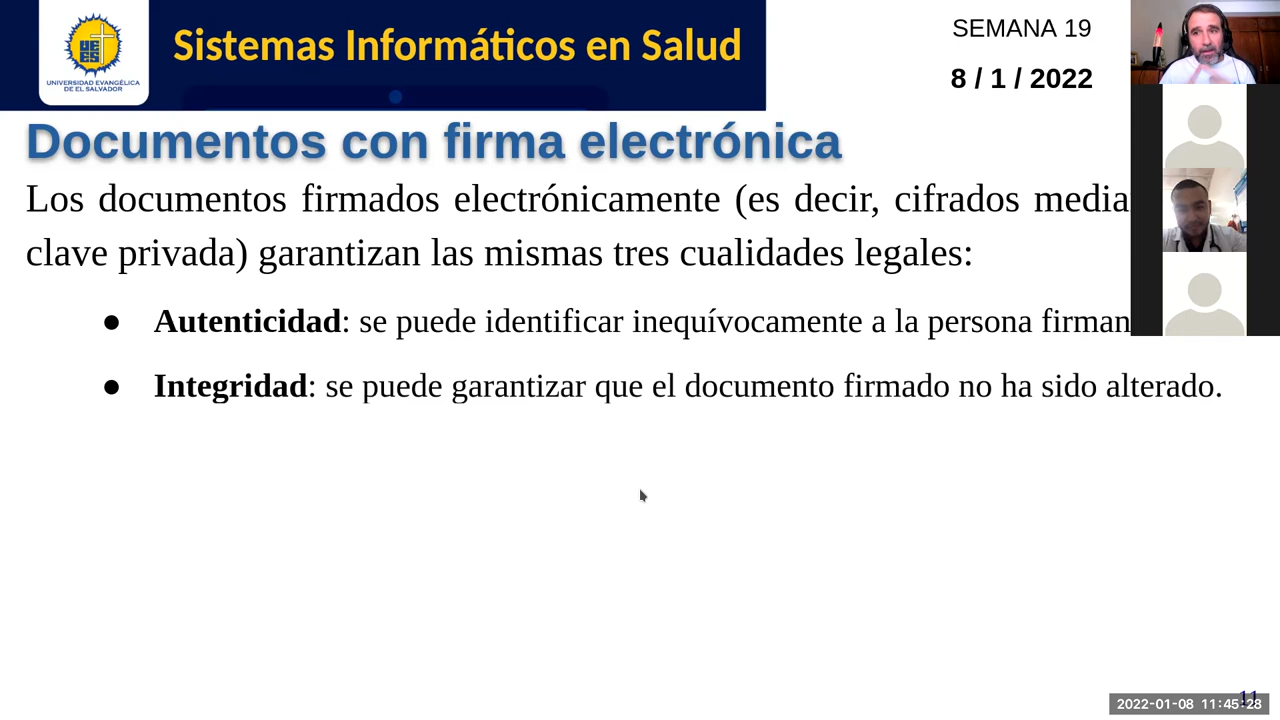 Sistemas Informáticos en Salud
UNIVERSIDAD EVANGÉLICA
DE EL SALVADOR
SEMANA 19
8 / 1 / 2022
Documentos con firma electrónica
Los documentos firmados electrónicamente (es decir, cifrados media
clave privada) garantizan las mismas tres cualidades legales:
● Autenticidad: se puede identificar inequívocamente a la persona firman
● Integridad: se puede garantizar que el documento firmado no ha sido alterado.
11
2022-01-08 11:45:28